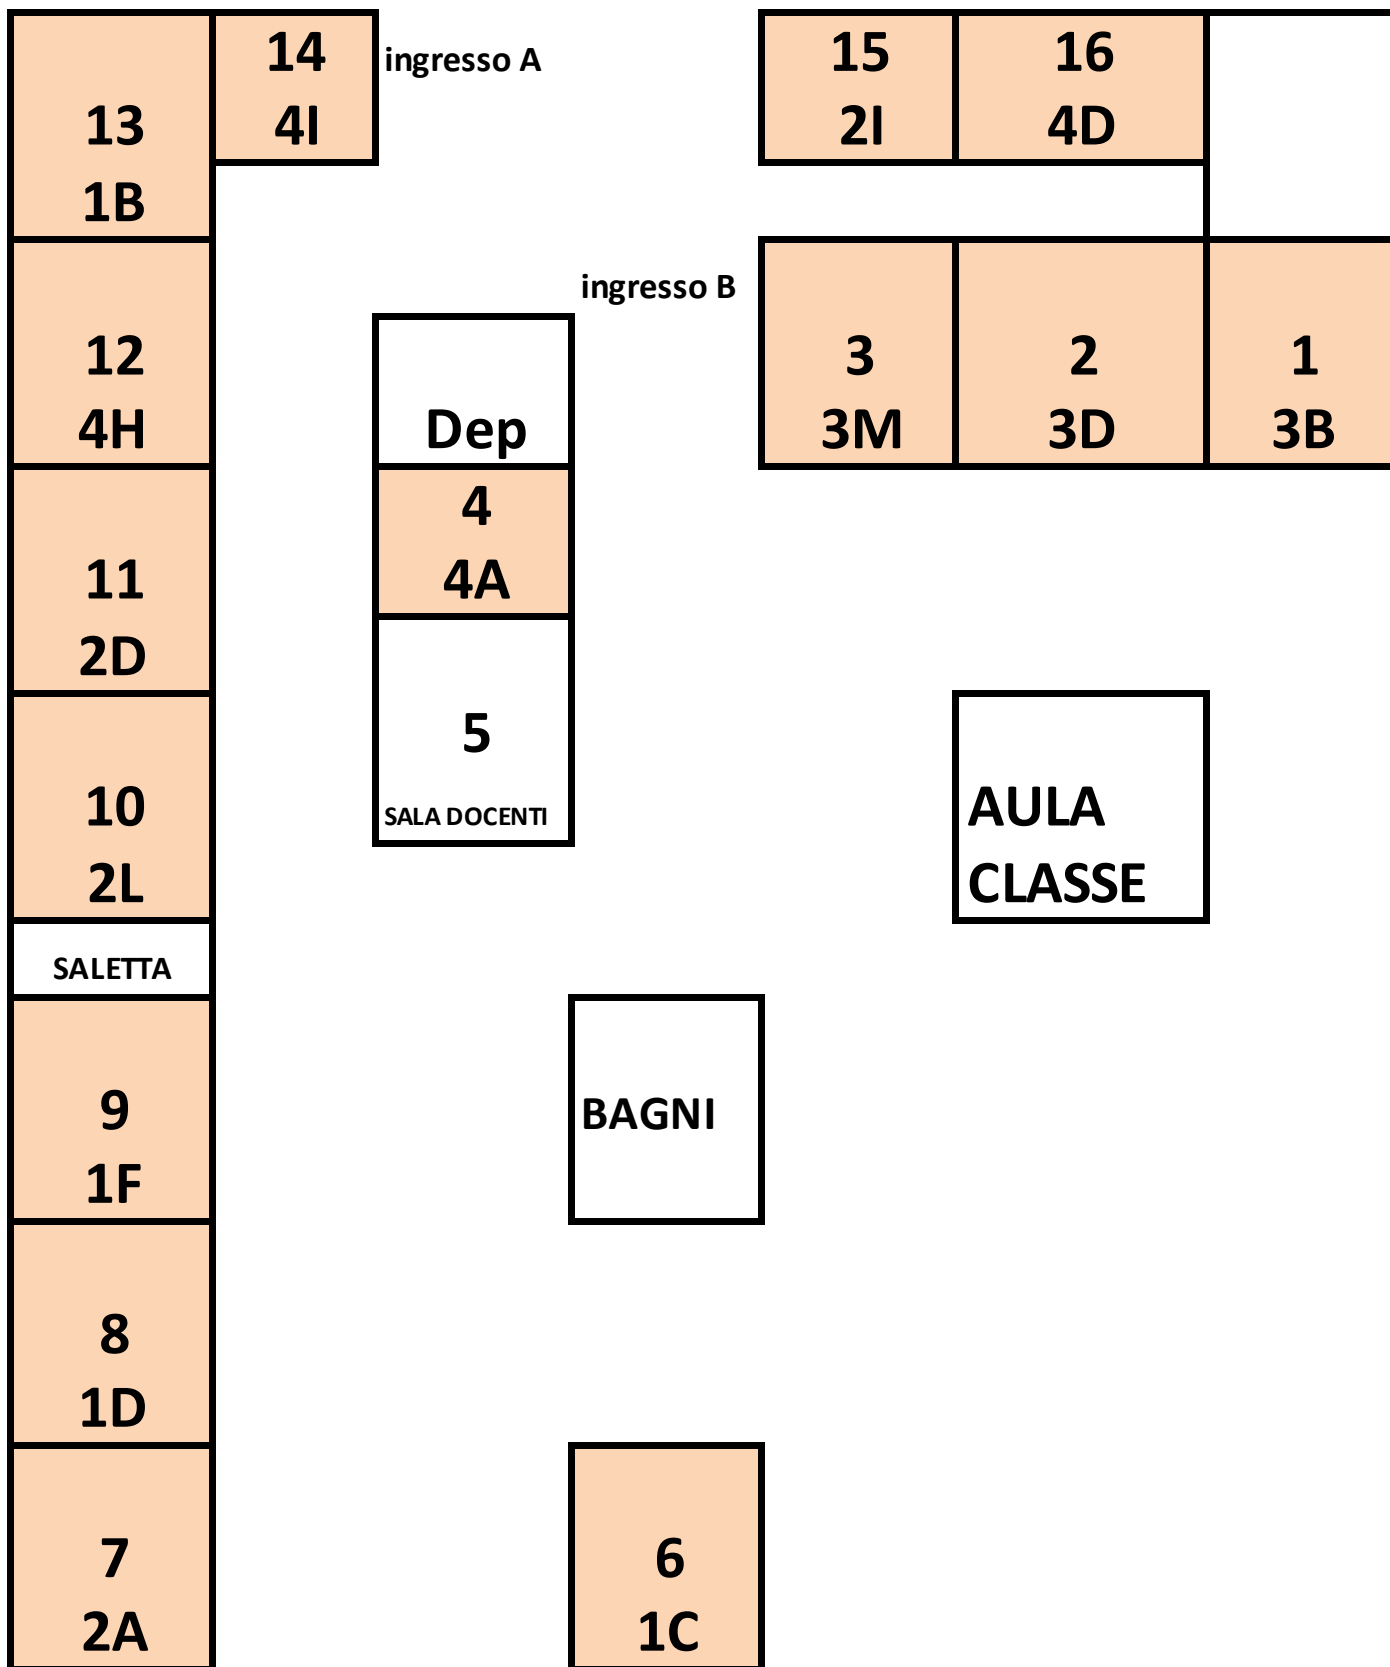 14
4I
ingresso A
15
2I
16
4D
13
1B
ingresso B
12
4H
Dep
3
3M
2
3D
1
3B
4
4A
11
2D
5
SALA DOCENTI
10
2L
AULA
CLASSE
SALETTA
9
1F
BAGNI
8
1D
7
2A
6
1C